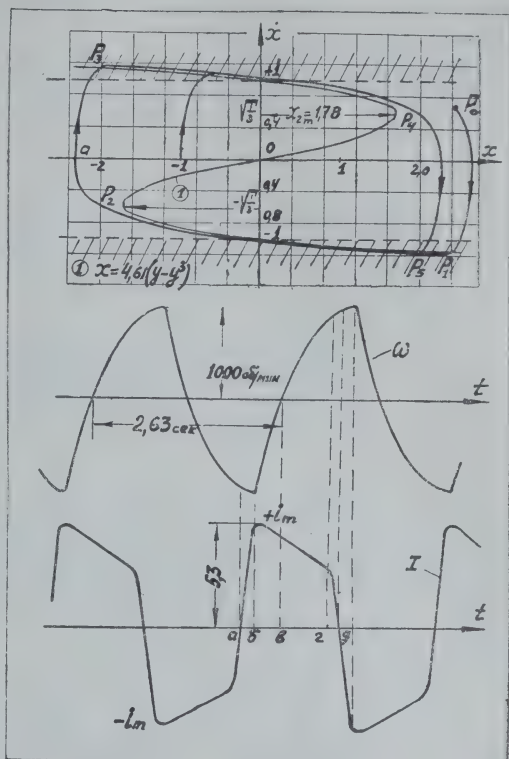 ẋ
P₃
+1
√1/3
0,4
x₂ₘ=1,78
P₄
P₀
a
-2
-1
0
1
2,0
x
①
P₂
-√1/3
0,4
0,8
-1
P₅
P₁
① x=4,61(y-y³)
1000 об/мин
ω
t
2,63 сек
+iₘ
5,3
I
a
б
в
г
д
t
-iₘ